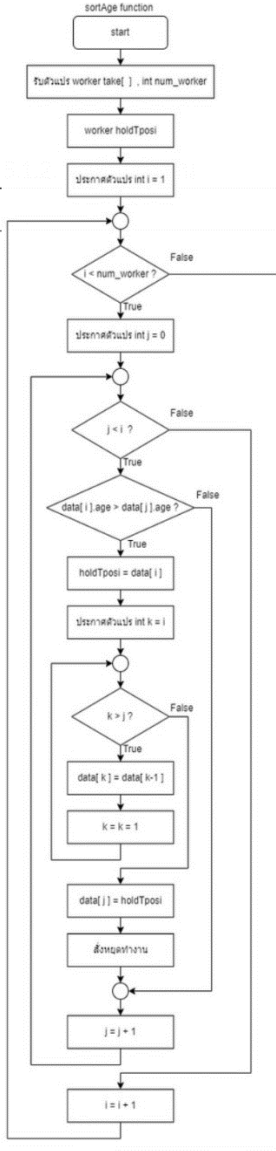 sortAge function
start
รับตัวแปร worker take[ ] , int num_worker
worker holdTposi
ประกาศตัวแปร int i = 1
i < num_worker ?
False
True
ประกาศตัวแปร int j = 0
j < i ?
False
True
data[ i ].age > data[ j ].age ?
False
True
holdTposi = data[ i ]
ประกาศตัวแปร int k = i
k > j ?
False
True
data[ k ] = data[ k-1 ]
k = k = 1
data[ j ] = holdTposi
สั่งหยุดทำงาน
j = j + 1
i = i + 1